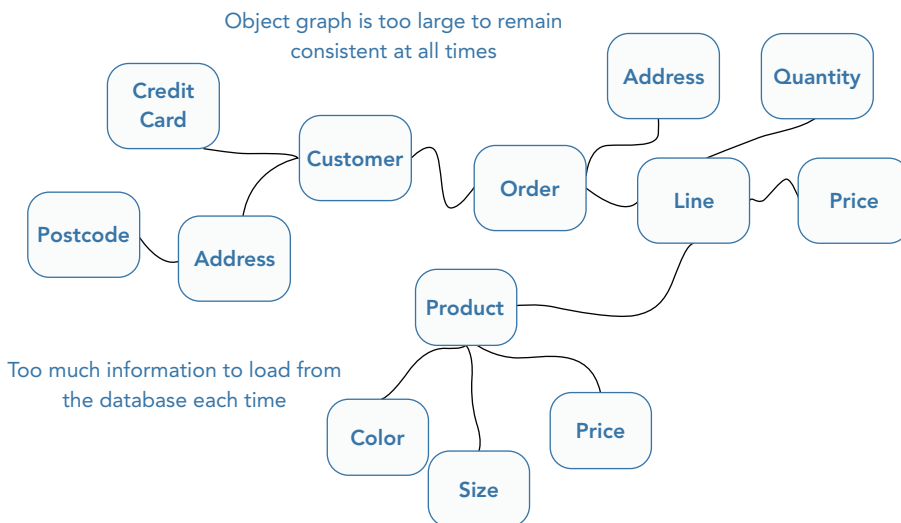 Object graph is too large to remain
consistent at all times
Credit
Card
Address
Quantity
Customer
Order
Line
Price
Postcode
Address
Product
Too much information to load from
the database each time
Color
Price
Size